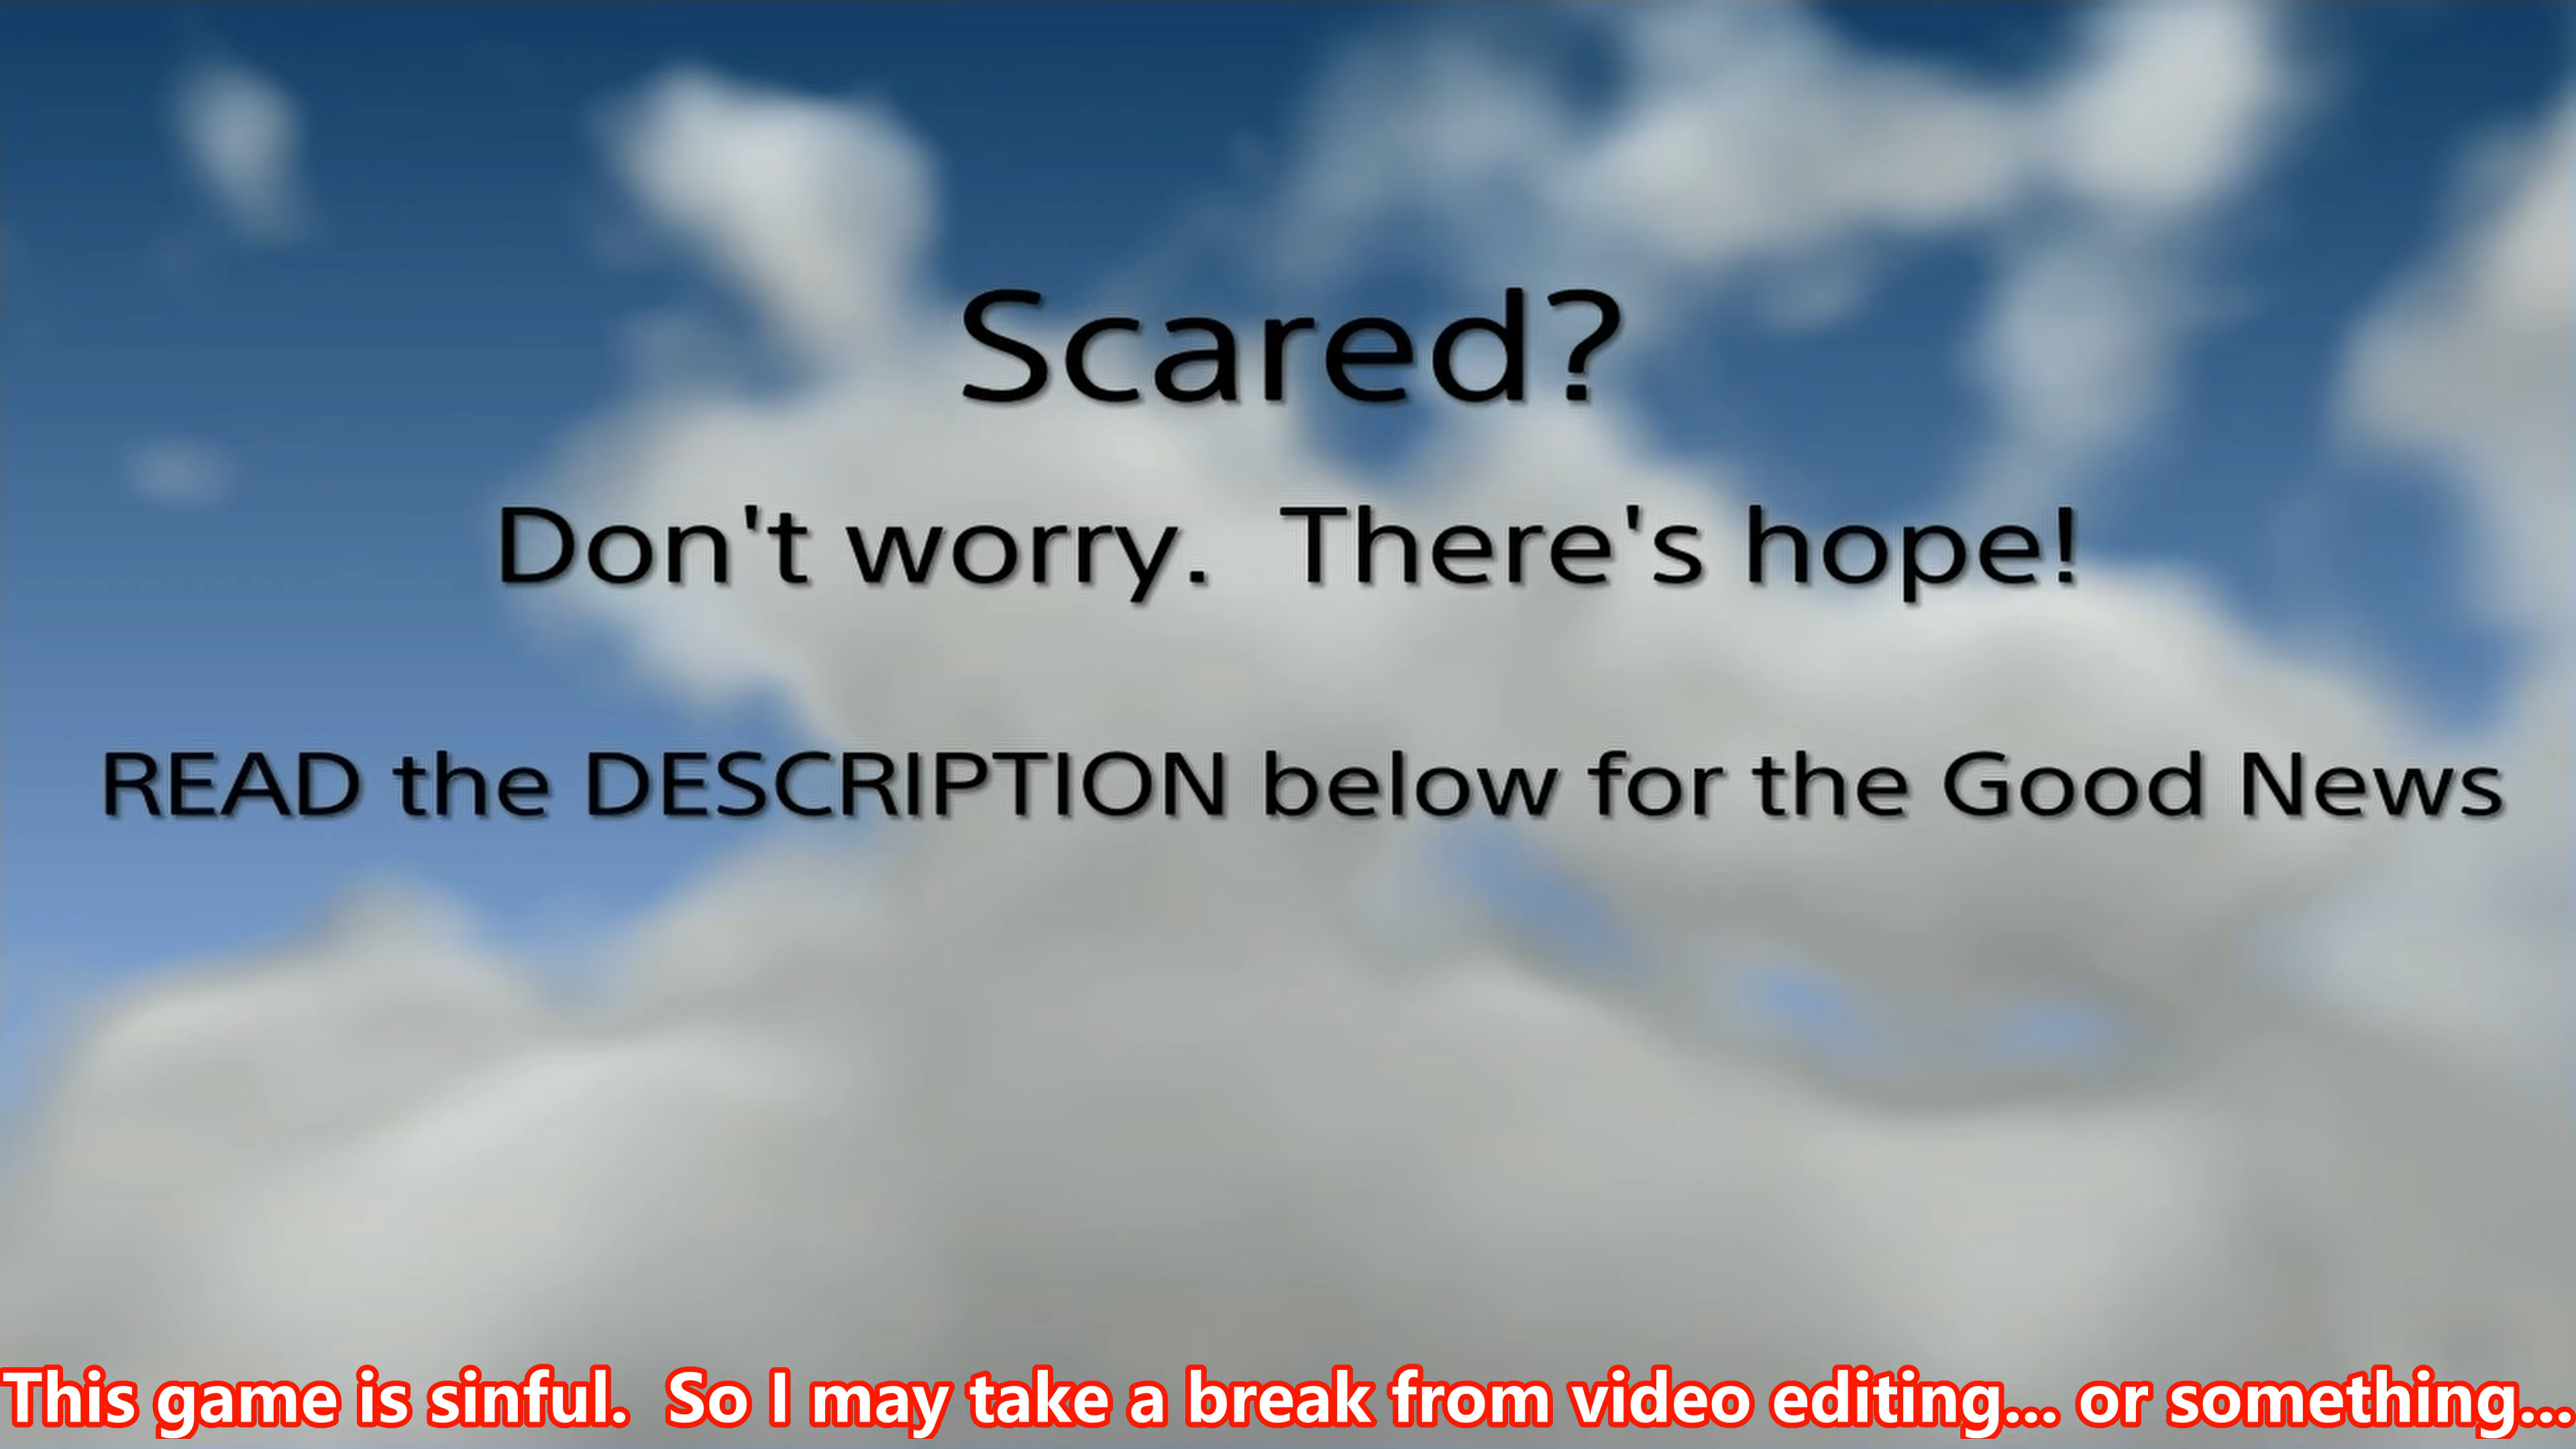 Scared?
Don't worry.  There's hope!
READ the DESCRIPTION below for the Good News
This game is sinful.  So I may take a break from video editing... or something...